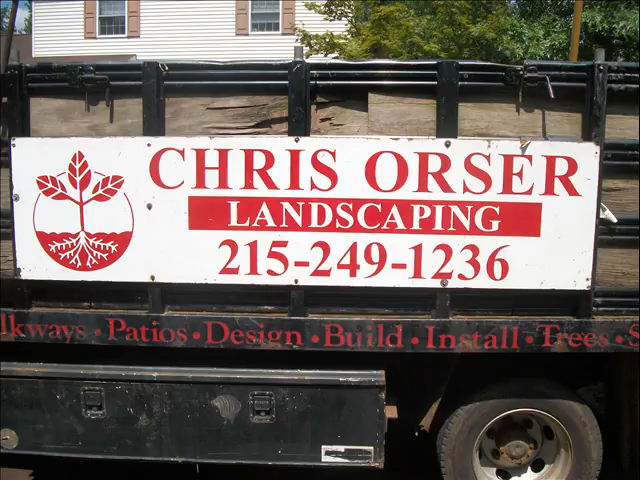 CHRIS ORSER
LANDSCAPING
215-249-1236
lkways • Patios • Design • Build • Install • Trees • S